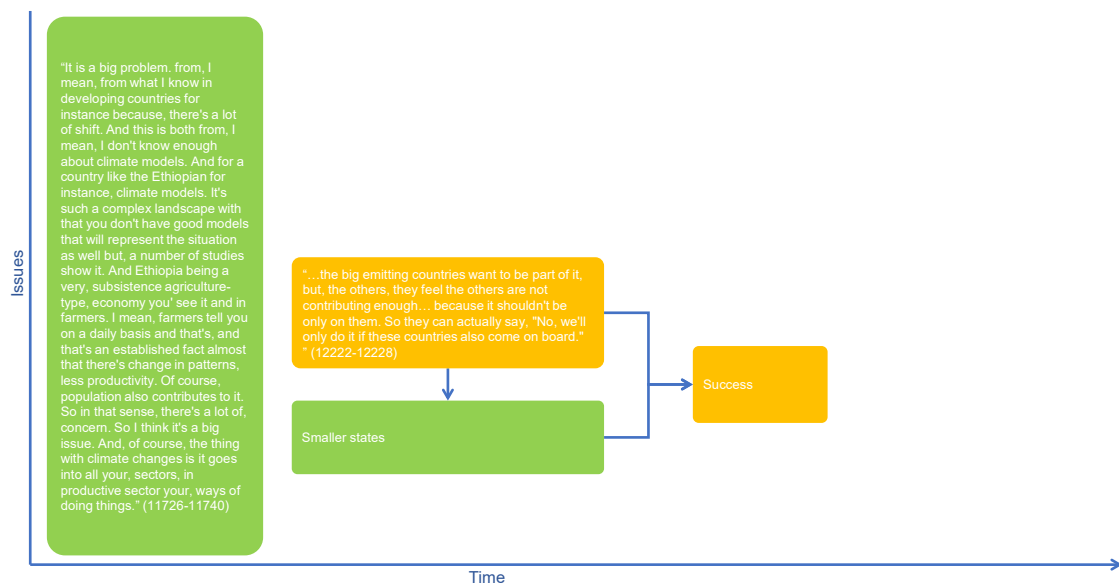 Issues
“It is a big problem. from, I
mean, from what I know in
developing countries for
instance because, there's a lot
of shift. And this is both from, I
mean, I don't know enough
about climate models. And for a
country like the Ethiopian for
instance, climate models. It's
such a complex landscape with
that you don't have good models
that will represent the situation
as well but, a number of studies
show it. And Ethiopia being a
very, subsistence agriculture-
type, economy you' see it and in
farmers. I mean, farmers tell you
on a daily basis and that's, and
that's an established fact almost
that there's change in patterns,
less productivity. Of course,
population also contributes to it.
So in that sense, there's a lot of,
concern. So I think it's a big
issue. And, of course, the thing
with climate changes is it goes
into all your, sectors, in
productive sector your, ways of
doing things.” (11726-11740)
“…the big emitting countries want to be part of it,
but, the others, they feel the others are not
contributing enough… because it shouldn't be
only on them. So they can actually say, "No, we'll
only do it if these countries also come on board."
” (12222-12228)
Smaller states
Success
Time